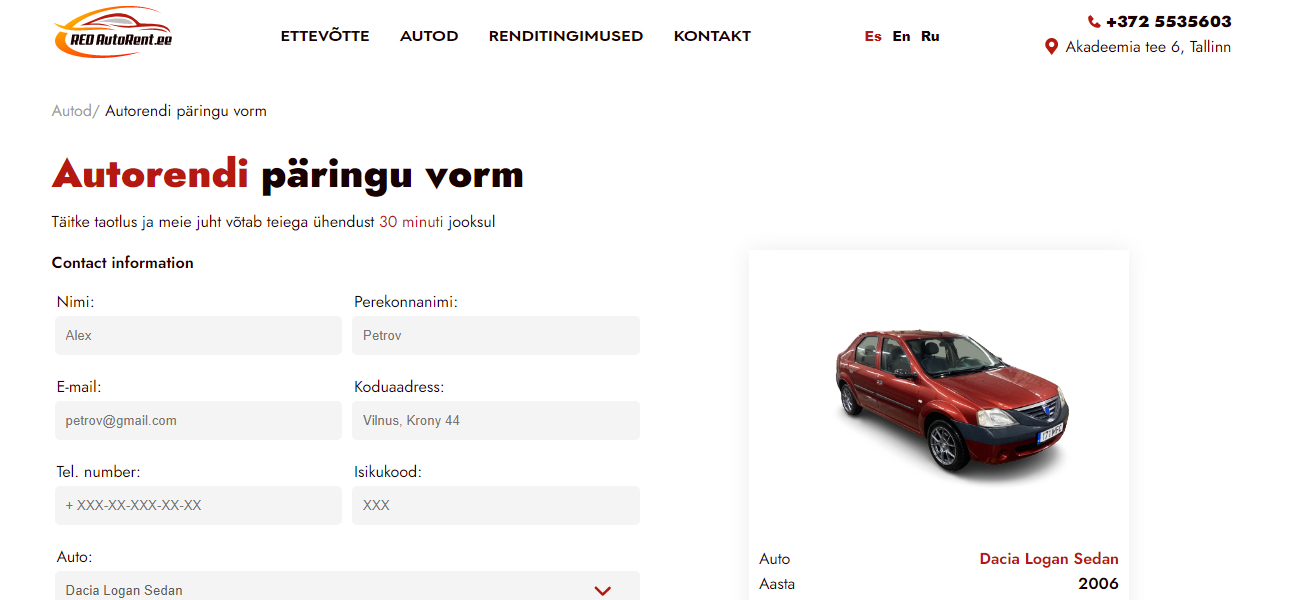 RED AutoRent.ee
ETTEVÕTTE AUTOD RENDITINGIMUSED KONTAKT
Es En Ru
+372 5535603
Akadeemia tee 6, Tallinn
Autod/ Autorendi päringu vorm
Autorendi päringu vorm
Täitke taotlus ja meie juht võtab teiega ühendust 30 minuti jooksul
Contact information
Nimi: Perekonnanimi:
Alex Petrov
E-mail: Koduaadress:
petrov@gmail.com Vilnus, Krony 44
Tel. number: Isikukood:
+ XXX-XX-XXX-XX-XX XXX
Auto:
Dacia Logan Sedan
Auto Dacia Logan Sedan
Aasta 2006